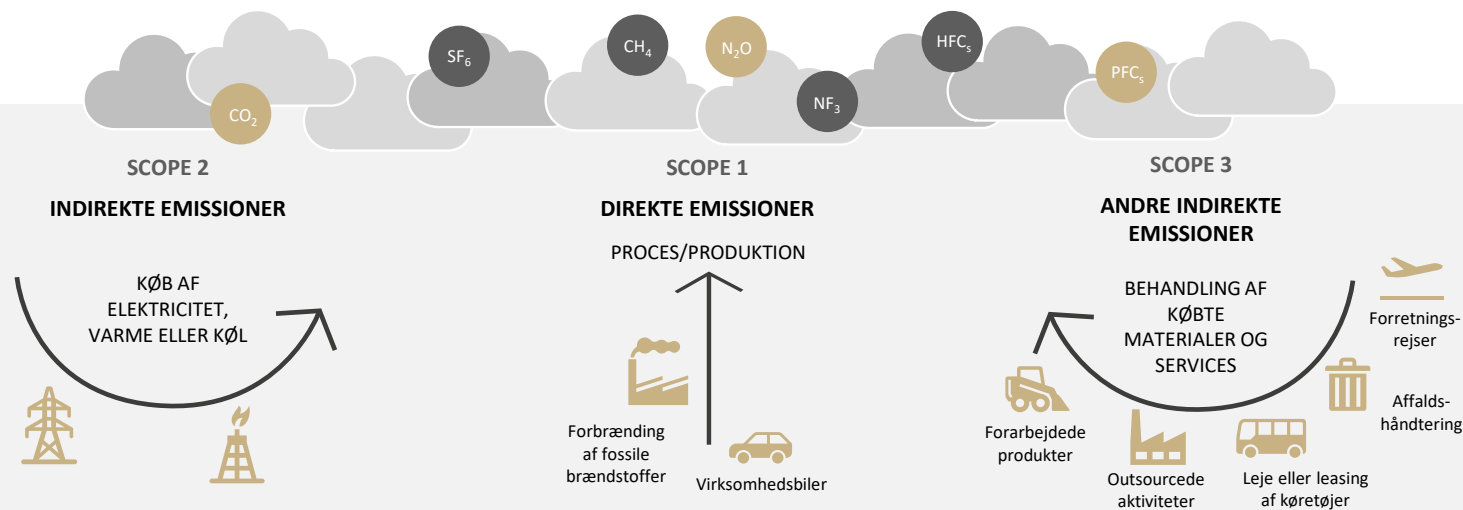 SF₆
CH₄
N₂O
HFCₛ
PFCₛ
CO₂
NF₃
SCOPE 2
INDIREKTE EMISSIONER
KØB AF
ELEKTRICITET,
VARME ELLER KØL
SCOPE 1
DIREKTE EMISSIONER
PROCES/PRODUKTION
Forbrænding
af fossile
brændstoffer
Virksomhedsbiler
SCOPE 3
ANDRE INDIREKTE
EMISSIONER
BEHANDLING AF
KØBTE
MATERIALER OG
SERVICES
Forretnings-
rejser
Affalds-
håndtering
Forarbejdede
produkter
Outsourcede
aktiviteter
Leje eller leasing
af køretøjer